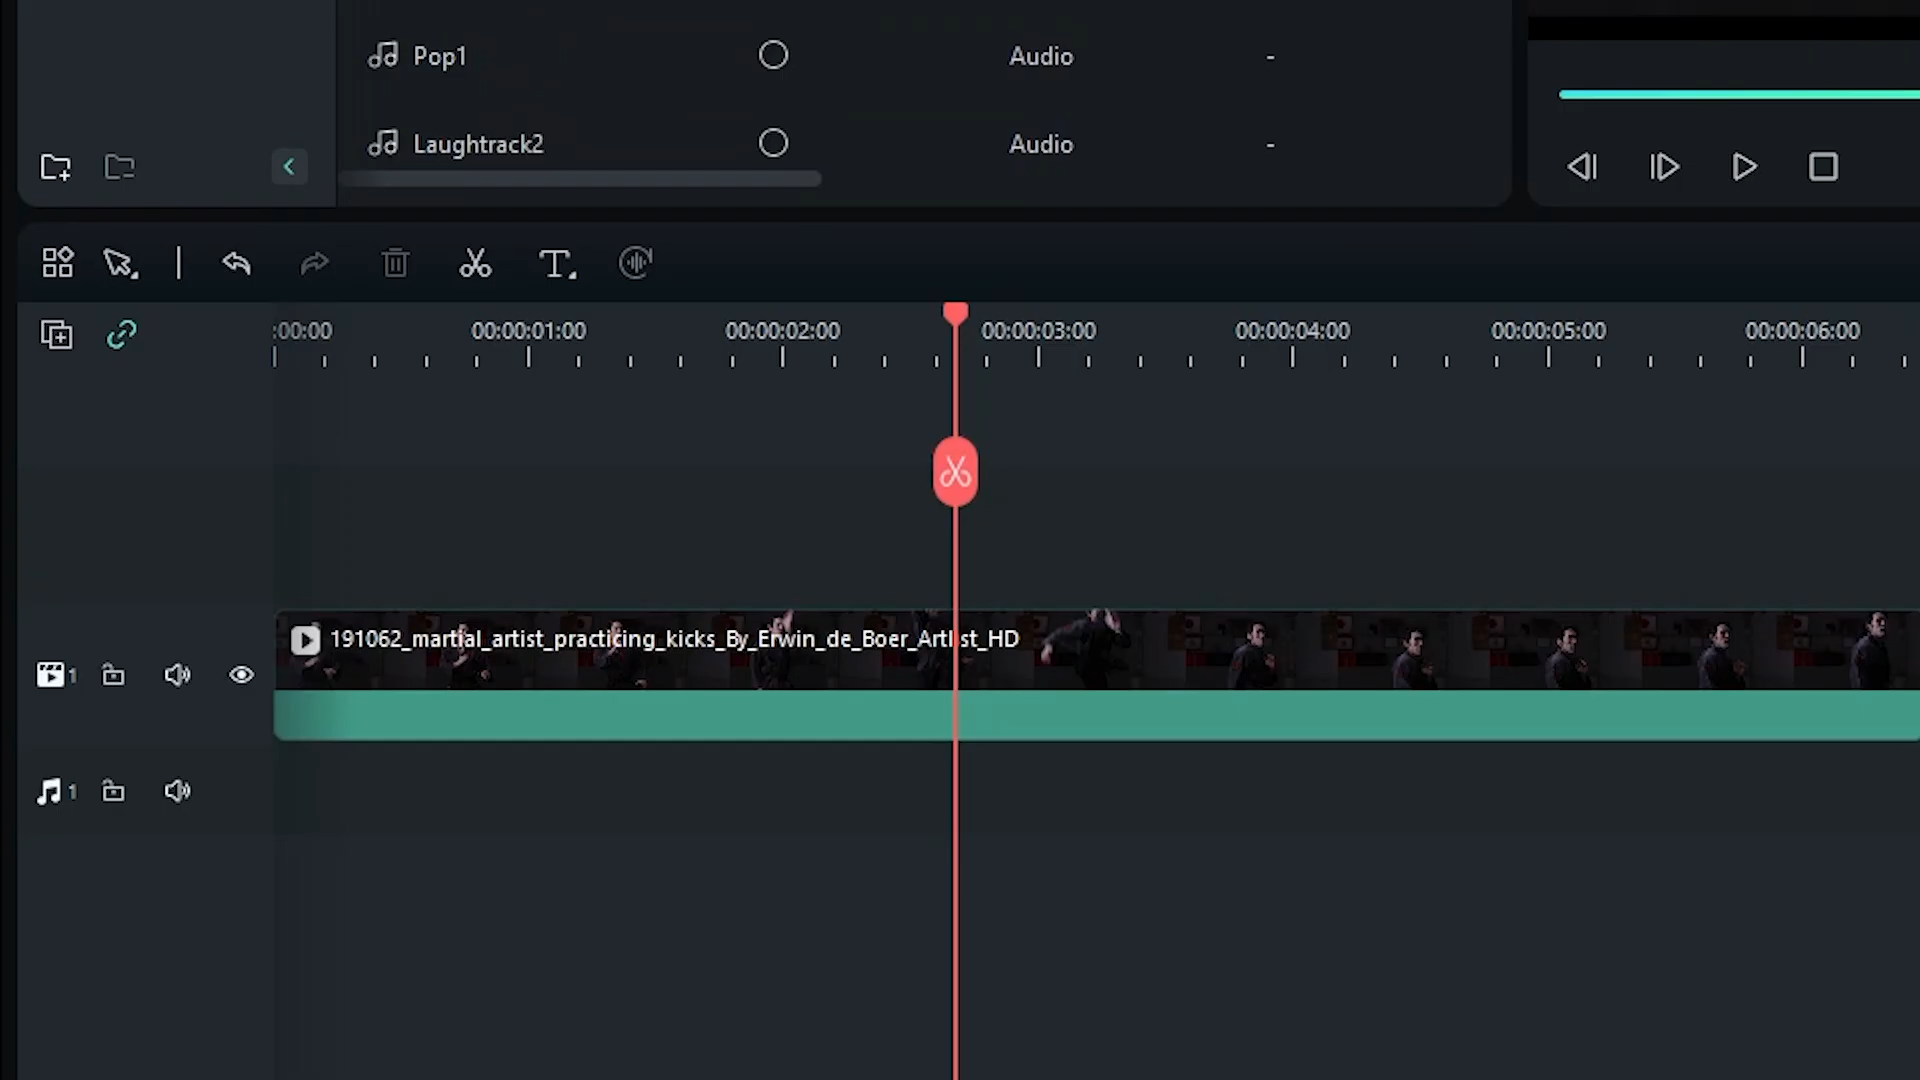 Pop1 Audio -
Laughtrack2 Audio -
:00:00 00:00:01:00 00:00:02:00 00:00:03:00 00:00:04:00 00:00:05:00 00:00:06:00
191062_martial_artist_practicing_kicks_By_Erwin_de_Boer_Artlist_HD
1
1